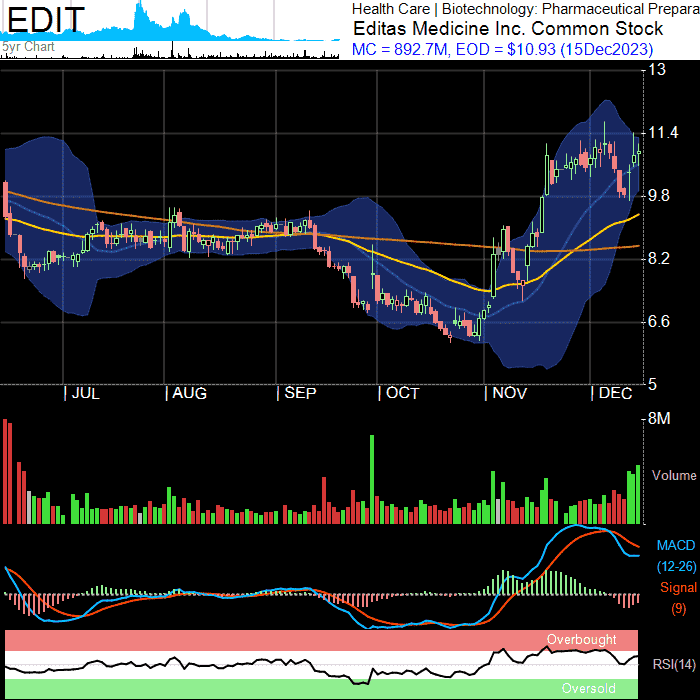 EDIT
5yr Chart
Health Care | Biotechnology: Pharmaceutical Prepara
Editas Medicine Inc. Common Stock
MC = 892.7M, EOD = $10.93 (15Dec2023)
13
11.4
9.8
8.2
6.6
5
| JUL | AUG | SEP | OCT | NOV | DEC
8M
Volume
MACD
(12-26)
Signal
(9)
Overbought
RSI(14)
Oversold